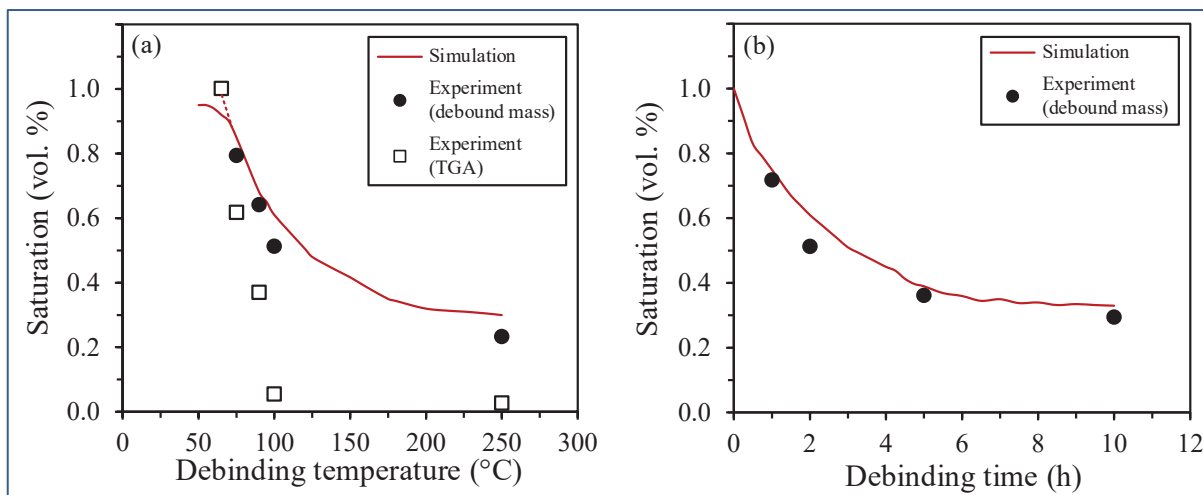 (a)
Simulation
Experiment
(debound mass)
Experiment
(TGA)
Saturation (vol. %)
1.0
0.8
0.6
0.4
0.2
0.0
0 50 100 150 200 250 300
Debinding temperature (°C)
(b)
Simulation
Experiment
(debound mass)
Saturation (vol. %)
1.0
0.8
0.6
0.4
0.2
0.0
0 2 4 6 8 10 12
Debinding time (h)